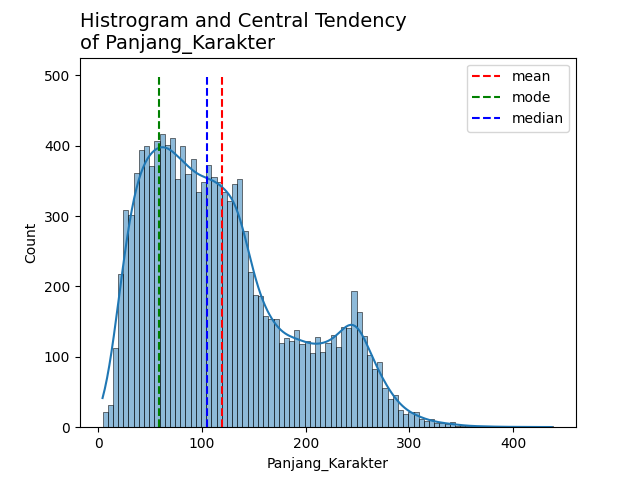 Histrogram and Central Tendency
of Panjang_Karakter
mean
mode
median
500
400
300
200
100
0
Count
0 100 200 300 400
Panjang_Karakter